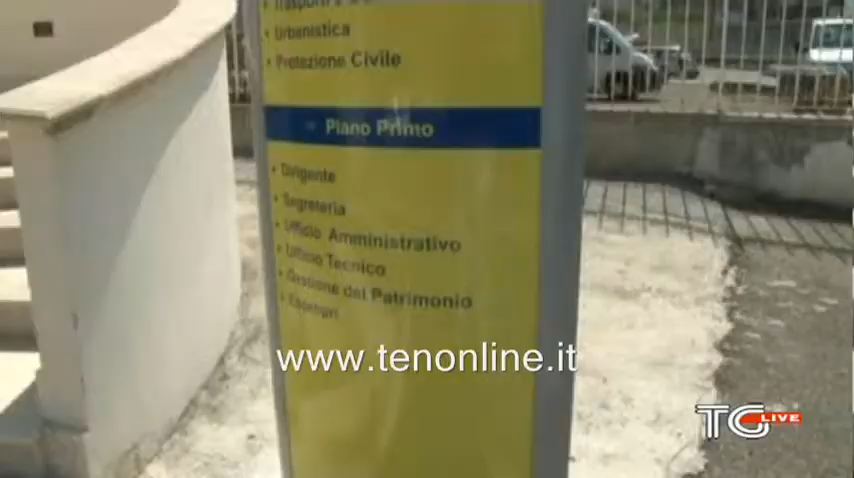 Urbanistica
• Protezione Civile
Piano Primo
• Dirigente
• Segreteria
• Ufficio Amministrativo
• Ufficio Tecnico
• Gestione del Patrimonio
• Espropri
www.tenonline.it
TG LIVE